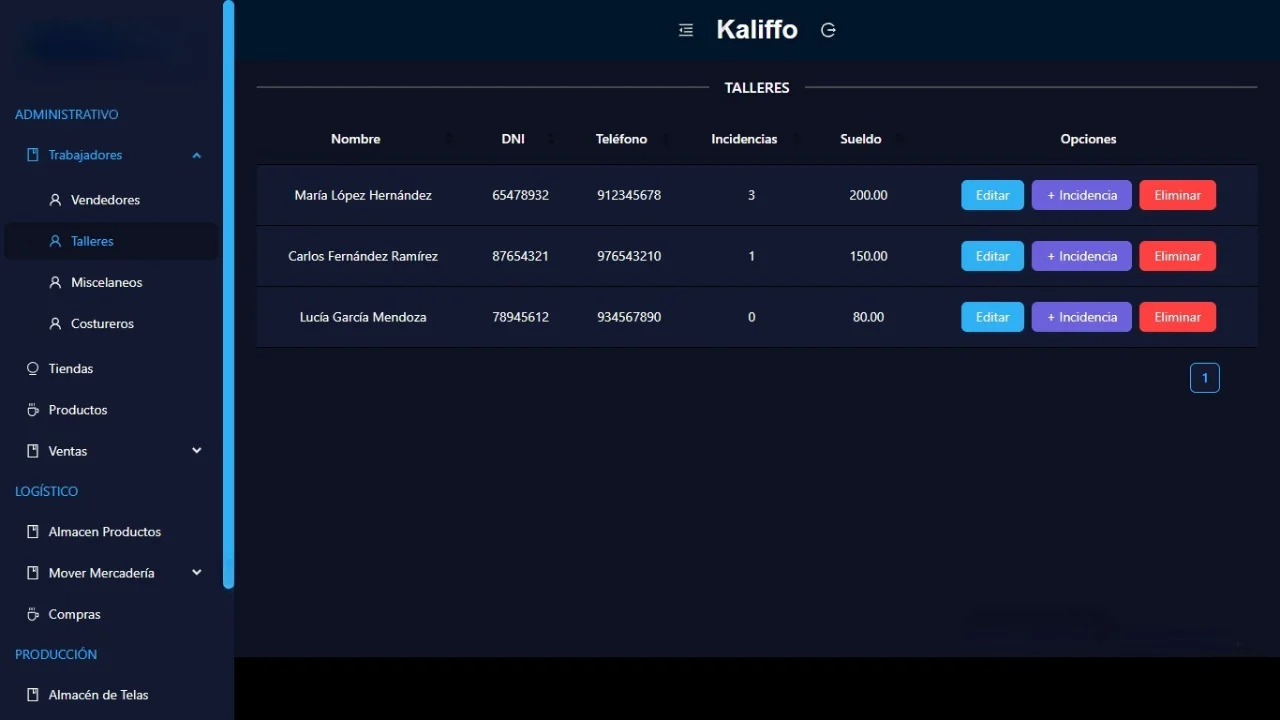 Kaliffo
ADMINISTRATIVO
Trabajadores
Vendedores
Talleres
Miscelaneos
Costureros
Tiendas
Productos
Ventas
LOGÍSTICO
Almacen Productos
Mover Mercadería
Compras
PRODUCCIÓN
Almacén de Telas
TALLERES
Nombre DNI Teléfono Incidencias Sueldo Opciones
María López Hernández 65478932 912345678 3 200.00 Editar + Incidencia Eliminar
Carlos Fernández Ramírez 87654321 976543210 1 150.00 Editar + Incidencia Eliminar
Lucía García Mendoza 78945612 934567890 0 80.00 Editar + Incidencia Eliminar
1